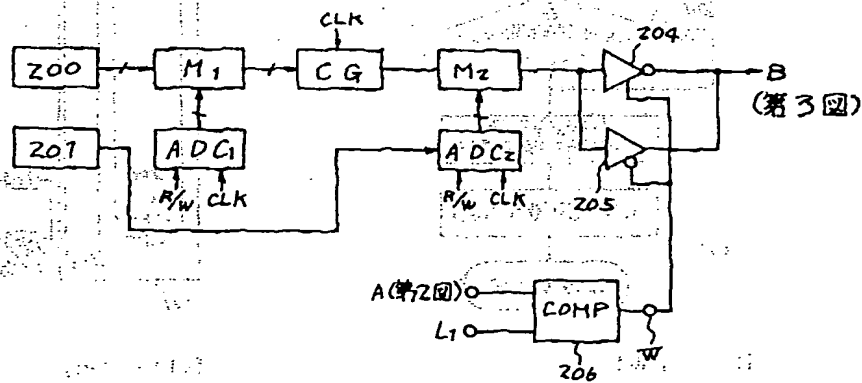 CLK
204
200
M1
CG
M2
B
(第3図)
207
ADC1
ADC2
R/W
CLK
R/W
CLK
205
A(第2図)
L1
COMP
W
206